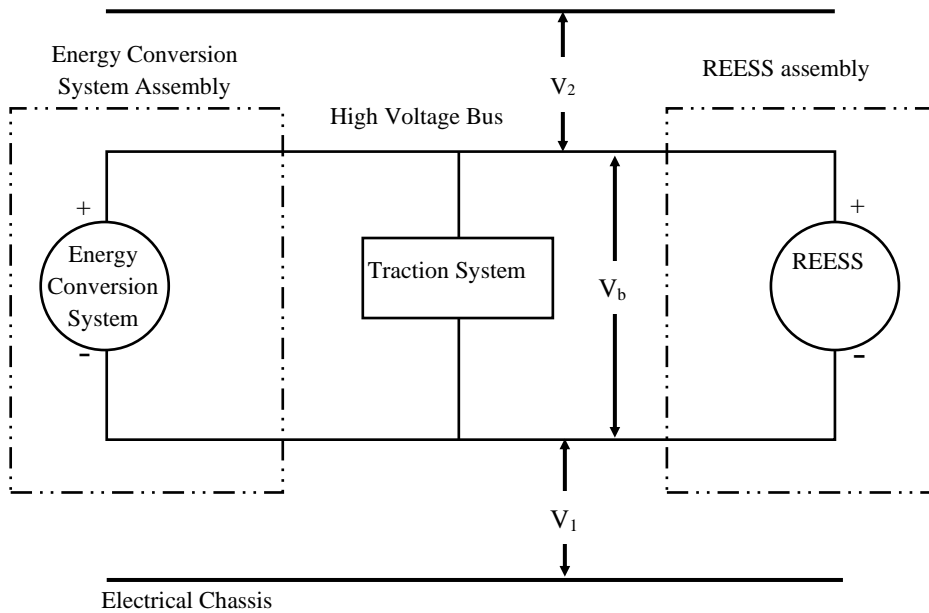 Energy Conversion
System Assembly
REESS assembly
V2
High Voltage Bus
+
+
Energy
Conversion
System
Traction System
REESS
Vb
-
-
V1
Electrical Chassis